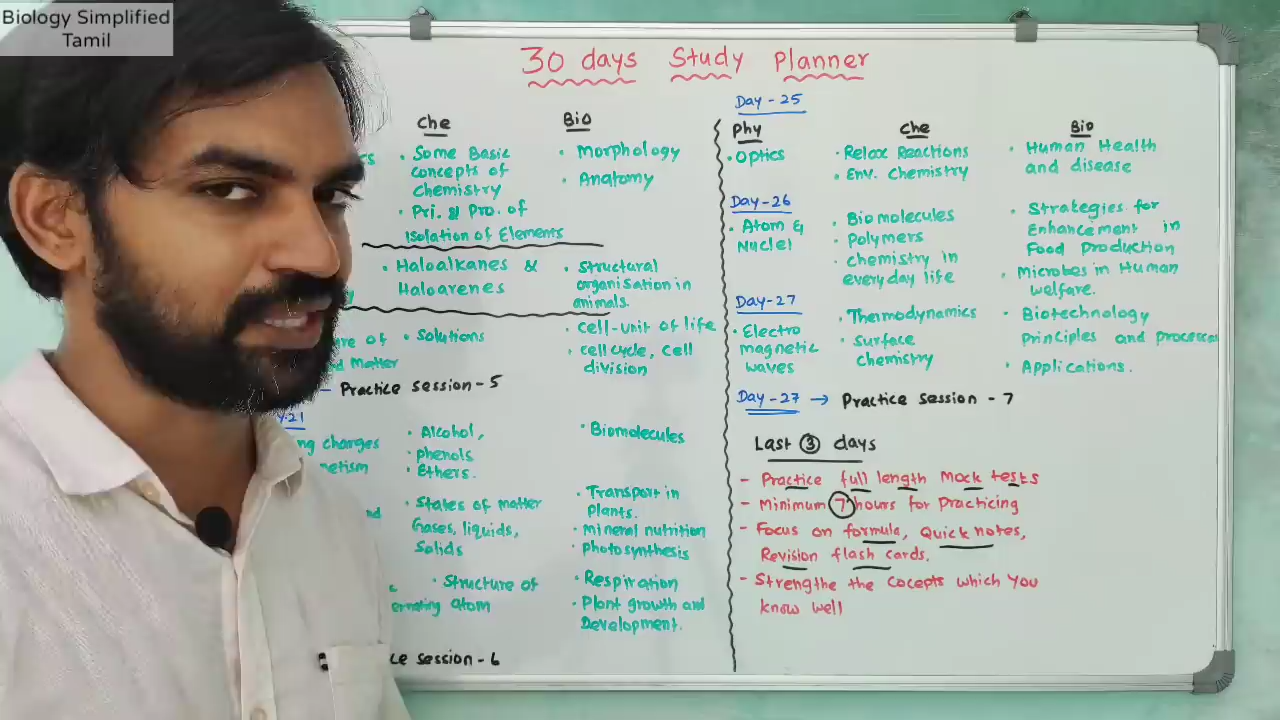 Biology Simplified
Tamil
30 days Study Planner
Che
Bio
• Some Basic
concepts of
Chemistry
• Pri. & Pro. of
Isolation of Elements
• Morphology
• Anatomy
• Haloalkanes &
Haloarenes
• Structural
organisation in
animals.
• Solutions
• cell-unit of life
• cell cycle, cell
division
Matter
Practice session - 5
21
charges
• Alcohol,
• phenols
• Ethers.
• Biomolecules
• States of matter
Gases, liquids,
Solids
• Transport in
Plants.
• mineral nutrition
• Photosynthesis
• Structure of
atom
• Respiration
• Plant growth and
Development.
session - 6
Day - 25
Phy
Che
Bio
• Optics
• Relox Reactions
• Env. Chemistry
• Human Health
and disease
Day - 26
• Atom &
Nuclei
• Biomolecules
• Polymers
• chemistry in
everyday life
• Strategies for
Enhancement in
Food Production
• Microbes in Human
welfare.
Day - 27
• Electro
magnetic
waves
• Thermodynamics
• Surface
chemistry
• Biotechnology
Principles and
• Applications.
Day - 27 → Practice session - 7
Last 3 days
- Practice full length Mock tests
- Minimum 7 hours for Practicing
- Focus on formula, Quick notes,
Revision flash cards.
- Strengthe the Cocepts which You
know well